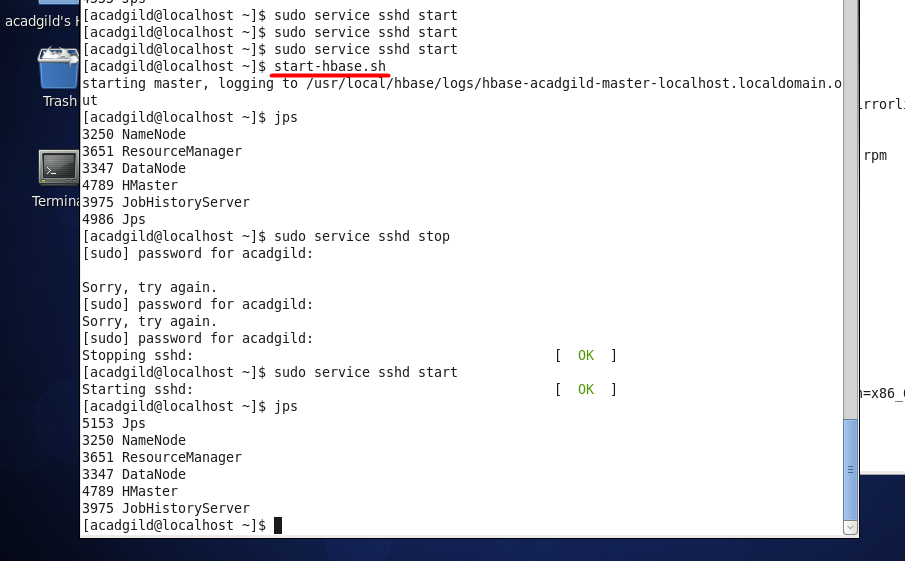 acadgild's H
Trash
Termina
[acadgild@localhost ~]$ sudo service sshd start
[acadgild@localhost ~]$ sudo service sshd start
[acadgild@localhost ~]$ sudo service sshd start
[acadgild@localhost ~]$ start-hbase.sh
starting master, logging to /usr/local/hbase/logs/hbase-acadgild-master-localhost.localdomain.o
ut
[acadgild@localhost ~]$ jps
3250 NameNode
3651 ResourceManager
3347 DataNode
4789 HMaster
3975 JobHistoryServer
4986 Jps
[acadgild@localhost ~]$ sudo service sshd stop
[sudo] password for acadgild:
Sorry, try again.
[sudo] password for acadgild:
Sorry, try again.
[sudo] password for acadgild:
Stopping sshd: [ OK ]
[acadgild@localhost ~]$ sudo service sshd start
Starting sshd: [ OK ]
[acadgild@localhost ~]$ jps
5153 Jps
3250 NameNode
3651 ResourceManager
3347 DataNode
4789 HMaster
3975 JobHistoryServer
[acadgild@localhost ~]$
rrorli
rpm
=x86_6